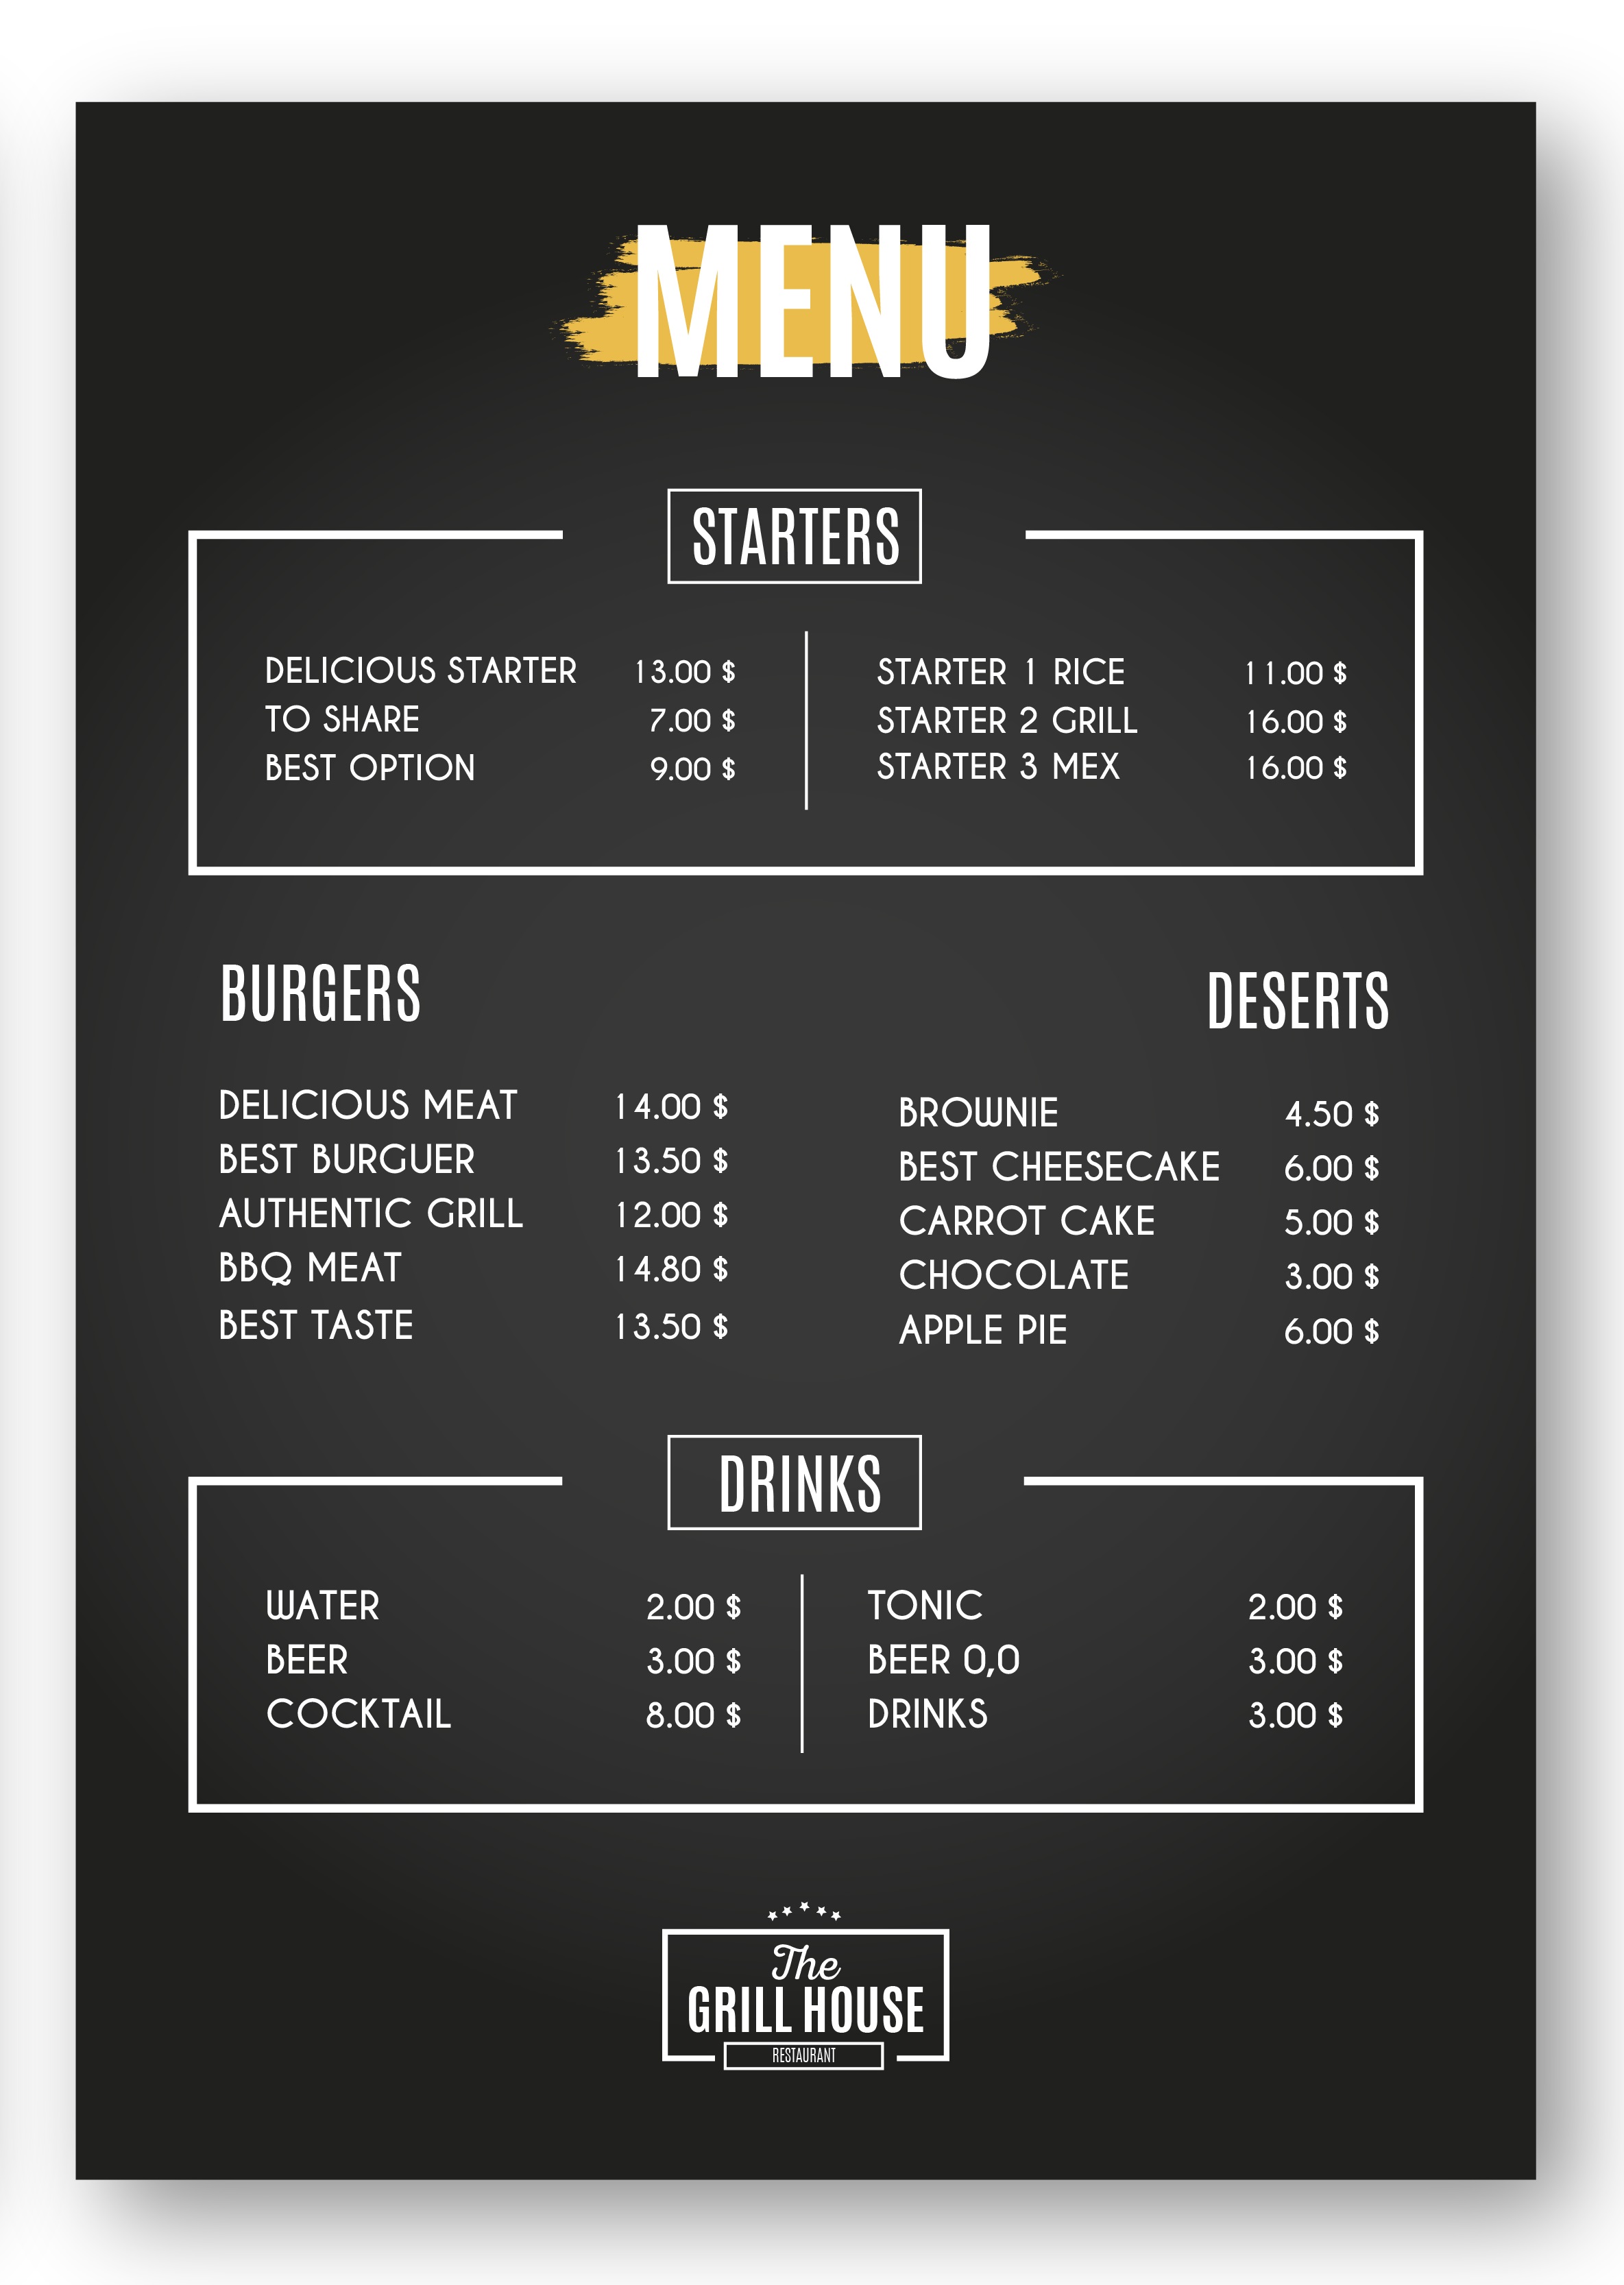 MENU
STARTERS
DELICIOUS STARTER 13.00 $
TO SHARE 7.00 $
BEST OPTION 9.00 $
STARTER 1 RICE 11.00 $
STARTER 2 GRILL 16.00 $
STARTER 3 MEX 16.00 $
BURGERS
DELICIOUS MEAT 14.00 $
BEST BURGUER 13.50 $
AUTHENTIC GRILL 12.00 $
BBQ MEAT 14.80 $
BEST TASTE 13.50 $
DESERTS
BROWNIE 4.50 $
BEST CHEESECAKE 6.00 $
CARROT CAKE 5.00 $
CHOCOLATE 3.00 $
APPLE PIE 6.00 $
DRINKS
WATER 2.00 $
BEER 3.00 $
COCKTAIL 8.00 $
TONIC 2.00 $
BEER 0,0 3.00 $
DRINKS 3.00 $
The
GRILL HOUSE
RESTAURANT